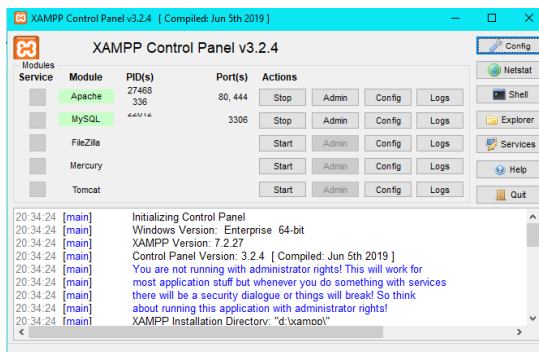 XAMPP Control Panel v3.2.4 [ Compiled: Jun 5th 2019 ]
XAMPP Control Panel v3.2.4
Config
Modules
Service Module PID(s) Port(s) Actions
Netstat
Apache 27468 336 80, 444 Stop Admin Config Logs
Shell
MySQL 3306 Stop Admin Config Logs
Explorer
FileZilla Start Admin Config Logs
Services
Mercury Start Admin Config Logs
Help
Tomcat Start Admin Config Logs
Quit
20:34:24 [main] Initializing Control Panel
20:34:24 [main] Windows Version: Enterprise 64-bit
20:34:24 [main] XAMPP Version: 7.2.27
20:34:24 [main] Control Panel Version: 3.2.4 [ Compiled: Jun 5th 2019 ]
20:34:24 [main] You are not running with administrator rights! This will work for
20:34:24 [main] most application stuff but whenever you do something with services
20:34:24 [main] there will be a security dialogue or things will break! So think
20:34:24 [main] about running this application with administrator rights!
20:34:24 [main] XAMPP Installation Directory: "d:\xampp\"